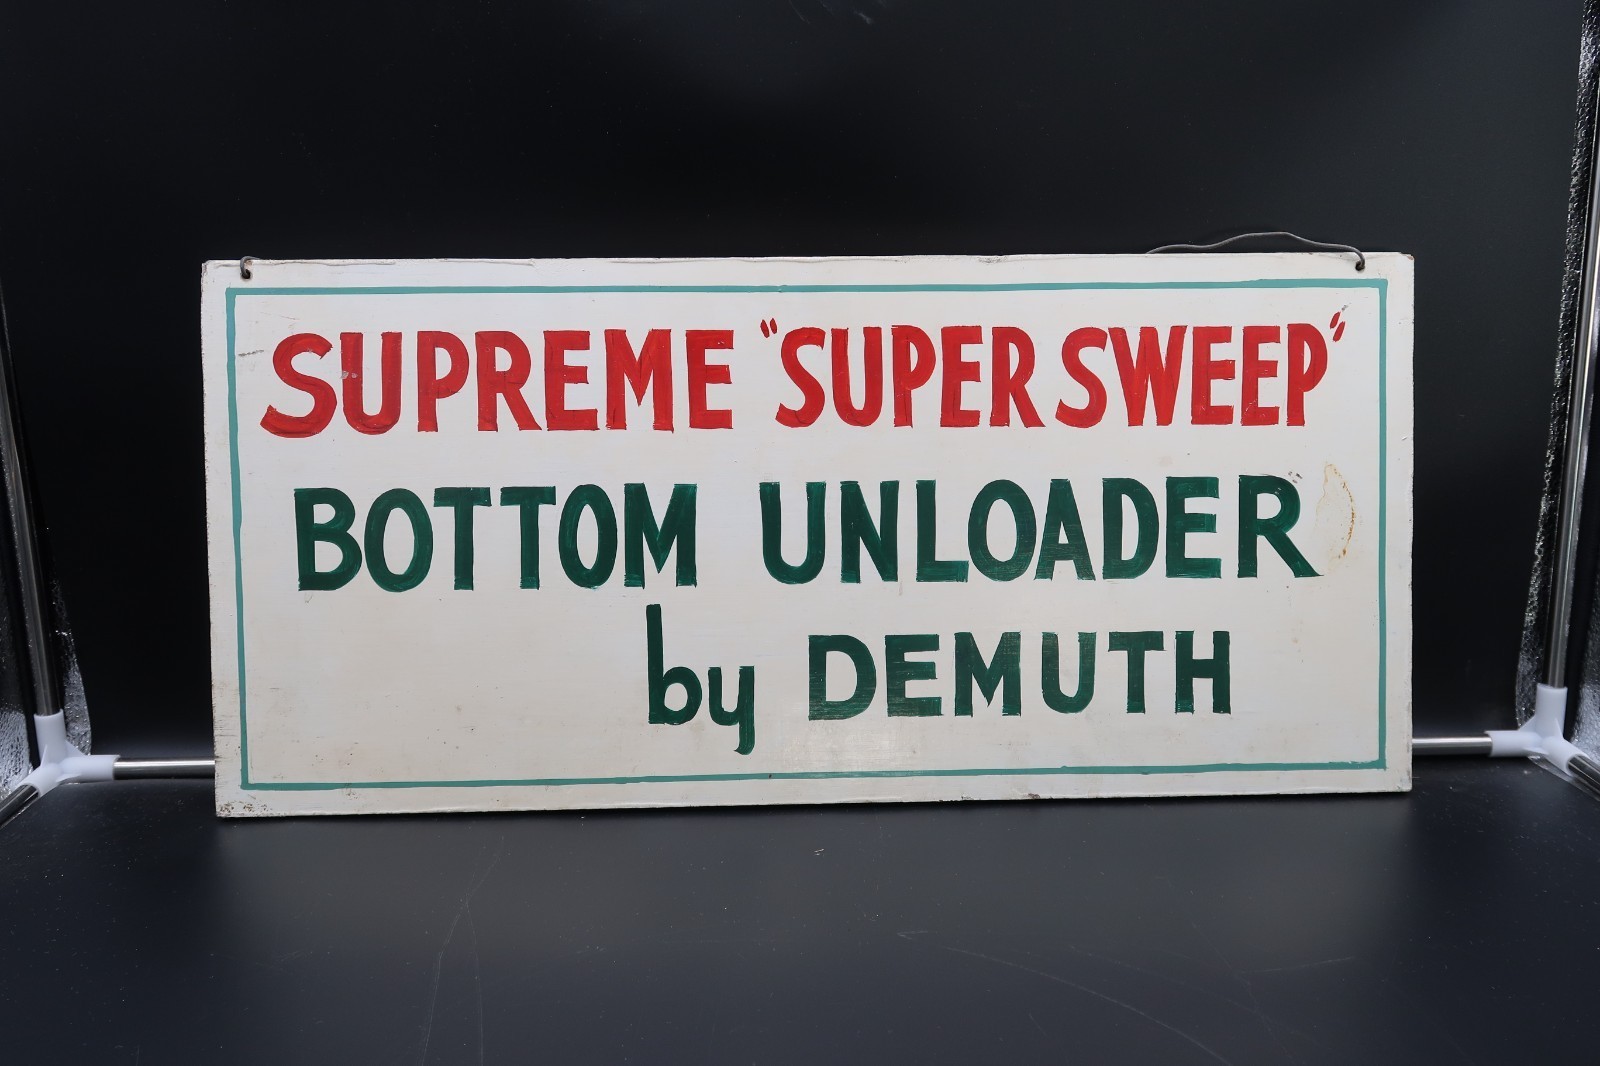 SUPREME "SUPER SWEEP"
BOTTOM UNLOADER
by DEMUTH